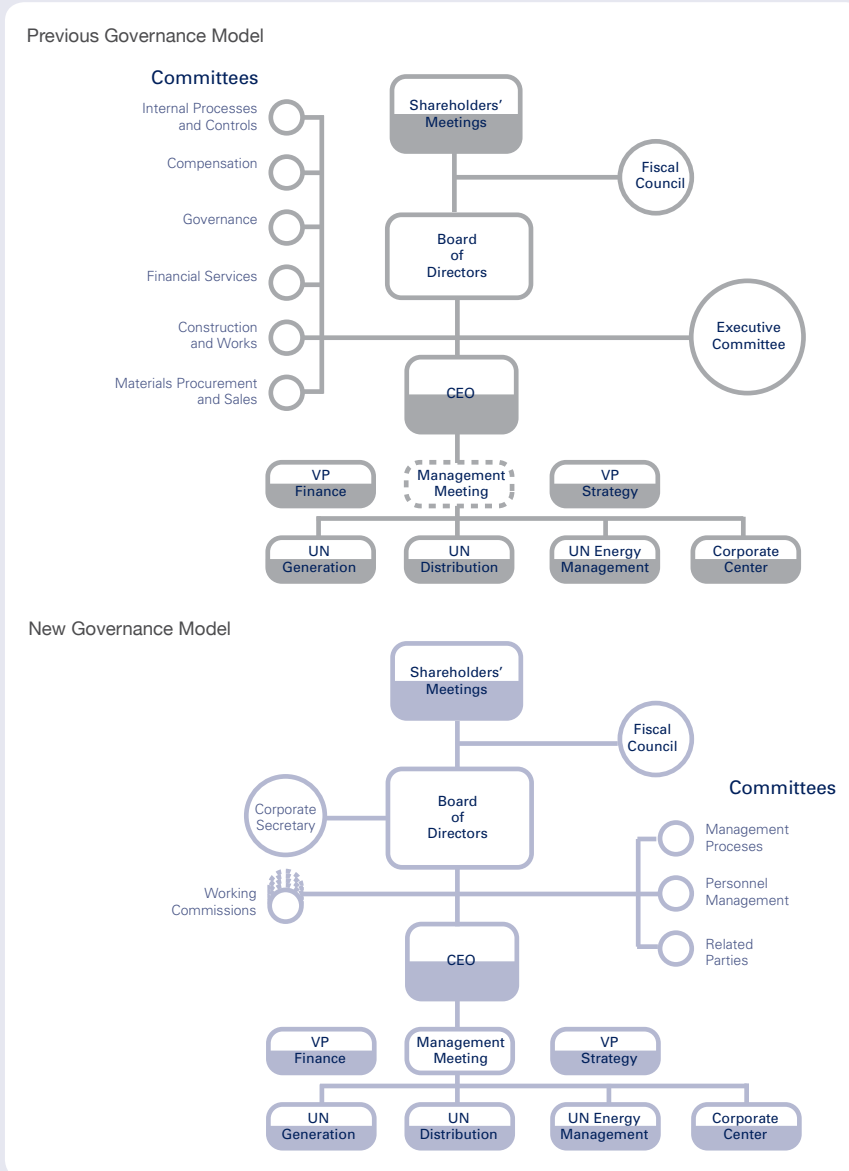 Previous Governance Model
Committees
Internal Processes
and Controls
Compensation
Governance
Financial Services
Construction
and Works
Materials Procurement
and Sales
Shareholders’
Meetings
Fiscal
Council
Board
of
Directors
Executive
Committee
CEO
VP
Finance
Management
Meeting
VP
Strategy
UN
Generation
UN
Distribution
UN Energy
Management
Corporate
Center
New Governance Model
Shareholders’
Meetings
Fiscal
Council
Board
of
Directors
Corporate
Secretary
Committees
Management
Proceses
Personnel
Management
Related
Parties
Working
Commissions
CEO
VP
Finance
Management
Meeting
VP
Strategy
UN
Generation
UN
Distribution
UN Energy
Management
Corporate
Center